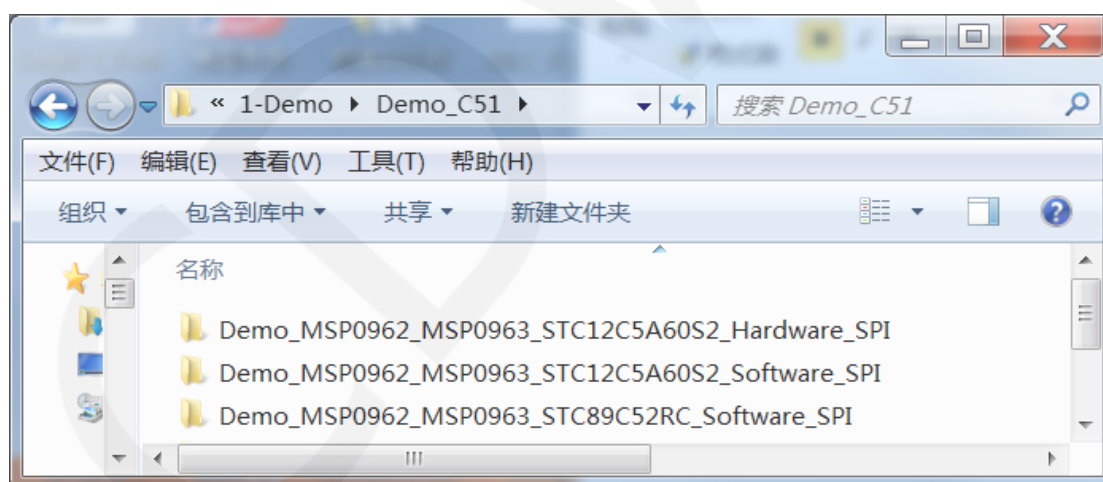 « 1-Demo ▸ Demo_C51 ▸ 搜索 Demo_C51
文件(F) 编辑(E) 查看(V) 工具(T) 帮助(H)
组织 包含到库中 共享 新建文件夹
名称
Demo_MSP0962_MSP0963_STC12C5A60S2_Hardware_SPI
Demo_MSP0962_MSP0963_STC12C5A60S2_Software_SPI
Demo_MSP0962_MSP0963_STC89C52RC_Software_SPI